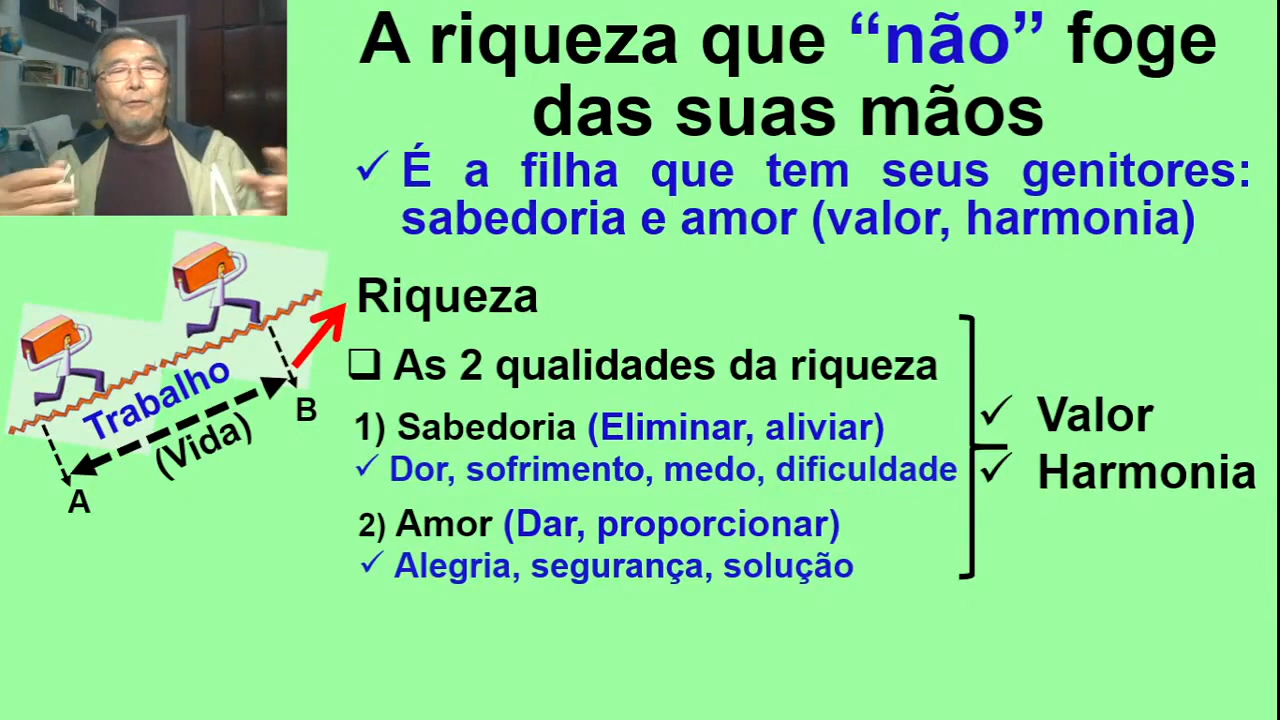 A riqueza que “não” foge
das suas mãos
✓ É a filha que tem seus genitores:
sabedoria e amor (valor, harmonia)
Riqueza
❑ As 2 qualidades da riqueza
1) Sabedoria (Eliminar, aliviar)
✓ Dor, sofrimento, medo, dificuldade
2) Amor (Dar, proporcionar)
✓ Alegria, segurança, solução
✓ Valor
✓ Harmonia
Trabalho
(Vida)
A
B